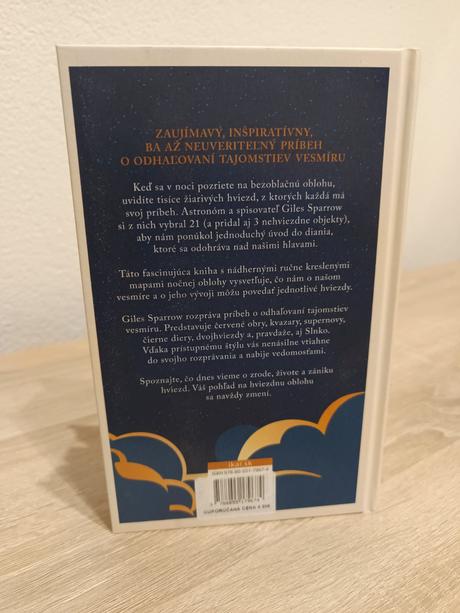 ZAUJÍMAVÝ, INŠPIRATÍVNY,
BA AŽ NEUVERITEĽNÝ PRÍBEH
O ODHAĽOVANÍ TAJOMSTIEV VESMÍRU
Keď sa v noci pozriete na bezoblačnú oblohu,
uvidíte tisíce žiarivých hviezd, z ktorých každá má
svoj príbeh. Astronóm a spisovateľ Giles Sparrow
si z nich vybral 21 (a pridal aj 3 nehviezdne objekty),
aby nám ponúkol jednoduchý úvod do diania,
ktoré sa odohráva nad našimi hlavami.
Táto fascinujúca kniha s nádhernými ručne kreslenými
mapami nočnej oblohy vysvetľuje, čo nám o našom
vesmíre a o jeho vývoji môžu povedať jednotlivé hviezdy.
Giles Sparrow rozpráva príbeh o odhaľovaní tajomstiev
vesmíru. Predstavuje červené obry, kvazary, supernovy,
čierne diery, dvojhviezdy a, pravdaže, aj Slnko.
Vďaka prístupnému štýlu vás nenásilne vtiahne
do svojho rozprávania a nabije vedomosťami.
Spoznajte, čo dnes vieme o zrode, živote a zániku
hviezd. Váš pohľad na hviezdnu oblohu
sa navždy zmení.
ikar.sk
ODPORÚČANÁ CENA